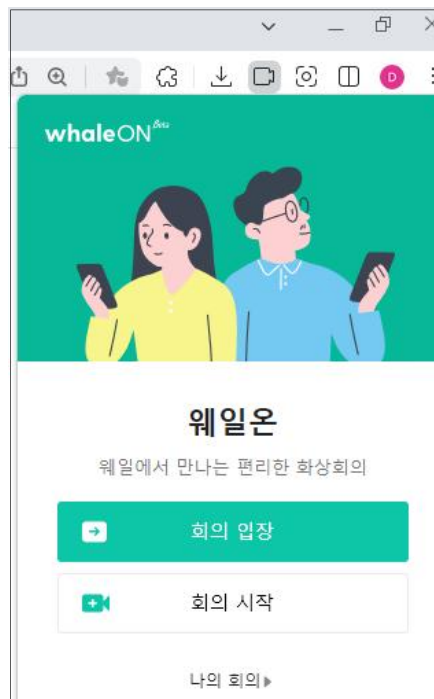 D
whaleON Beta
웨일온
웨일에서 만나는 편리한 화상회의
회의 입장
회의 시작
나의 회의▶